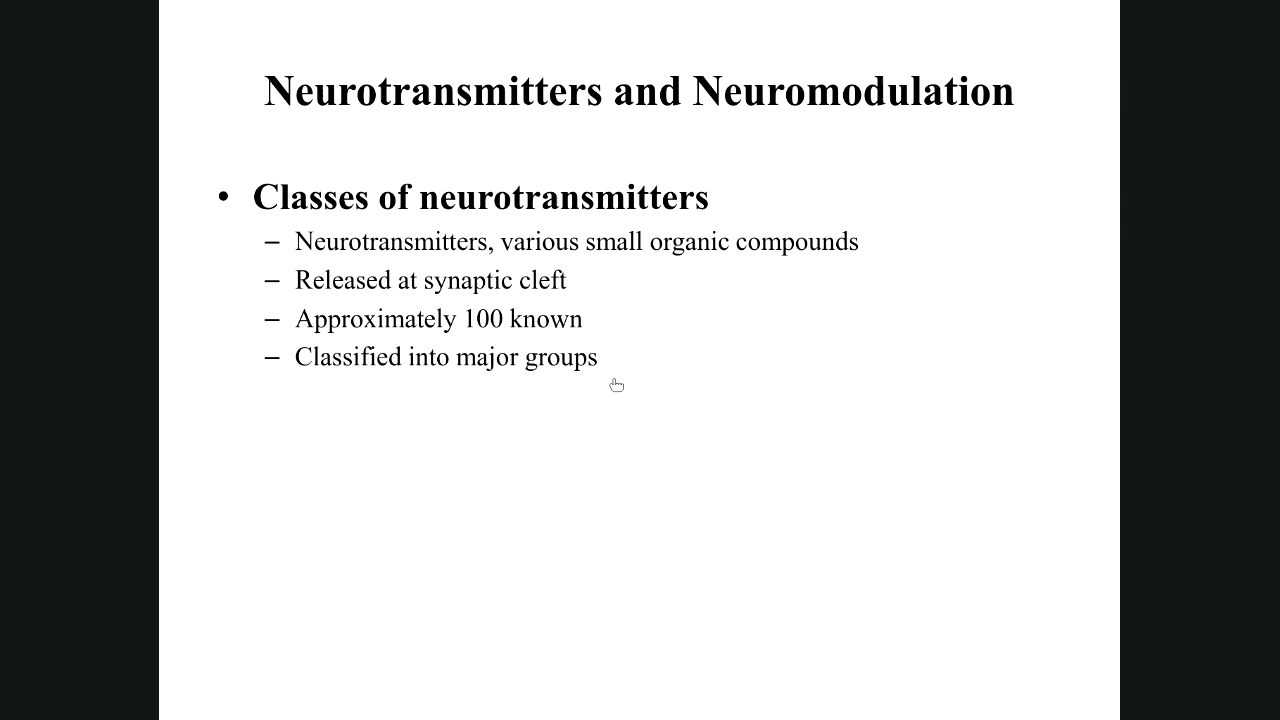 Neurotransmitters and Neuromodulation
• Classes of neurotransmitters
– Neurotransmitters, various small organic compounds
– Released at synaptic cleft
– Approximately 100 known
– Classified into major groups